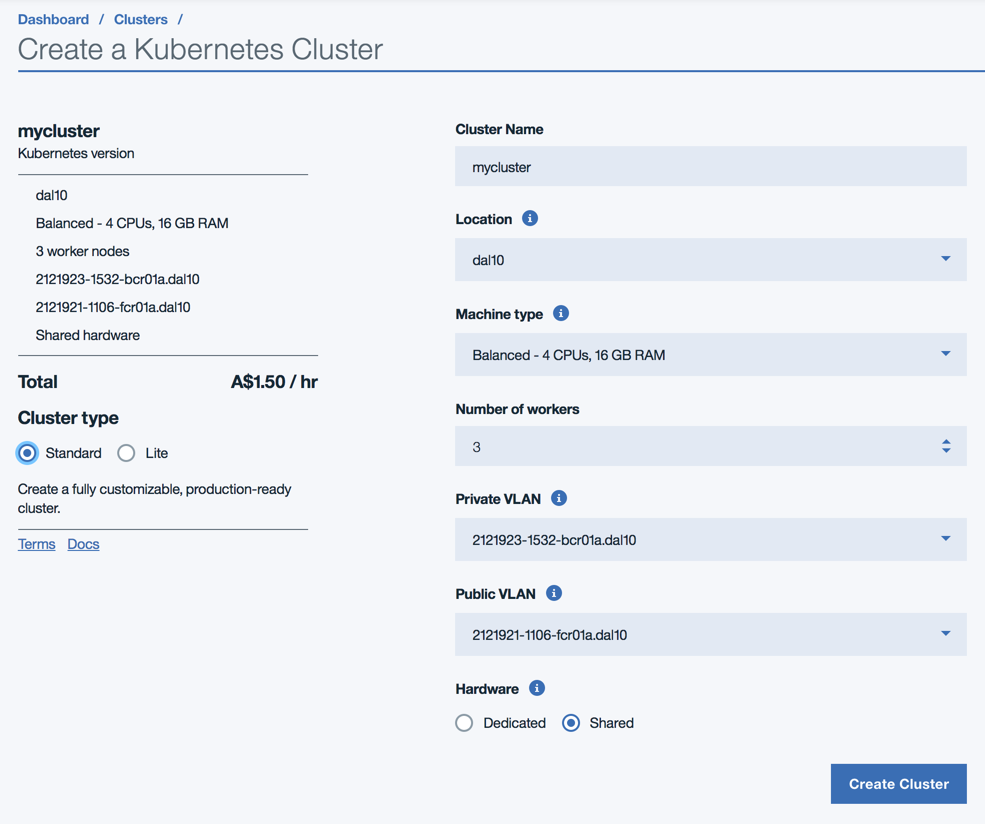 Dashboard / Clusters /
Create a Kubernetes Cluster
mycluster
Kubernetes version
dal10
Balanced - 4 CPUs, 16 GB RAM
3 worker nodes
2121923-1532-bcr01a.dal10
2121921-1106-fcr01a.dal10
Shared hardware
Total A$1.50 / hr
Cluster type
Standard Lite
Create a fully customizable, production-ready
cluster.
Terms Docs
Cluster Name
mycluster
Location
dal10
Machine type
Balanced - 4 CPUs, 16 GB RAM
Number of workers
3
Private VLAN
2121923-1532-bcr01a.dal10
Public VLAN
2121921-1106-fcr01a.dal10
Hardware
Dedicated Shared
Create Cluster